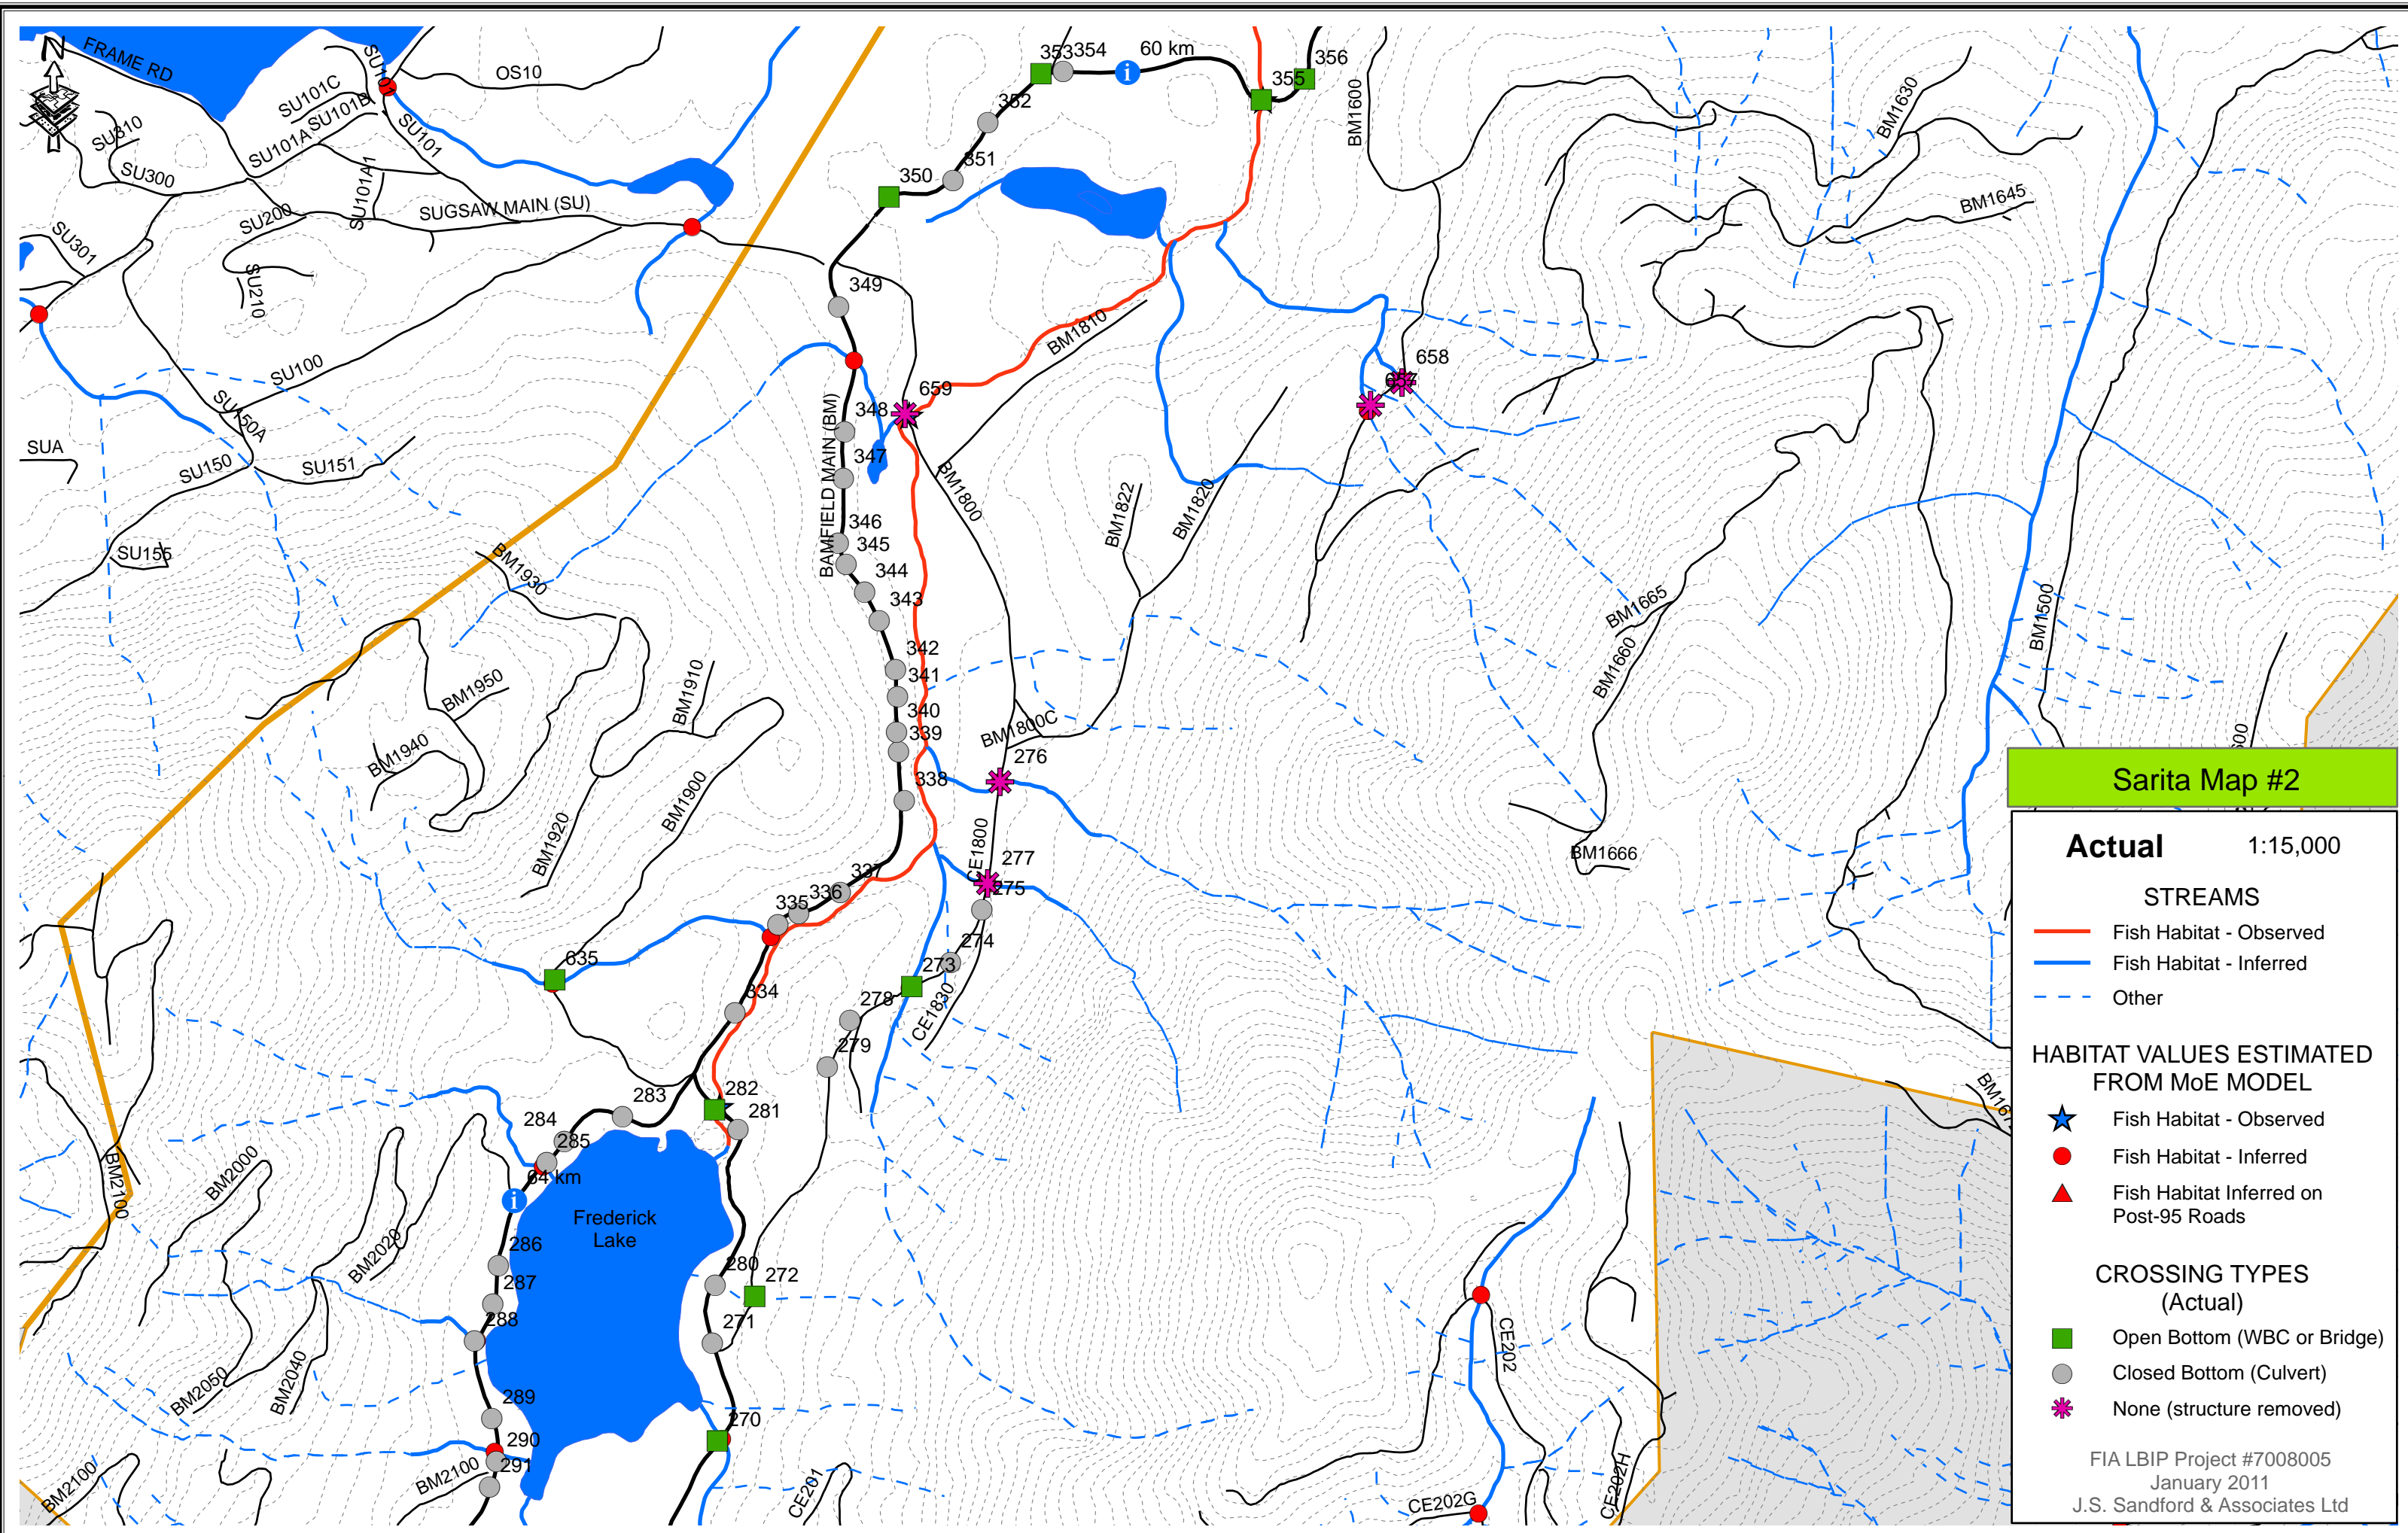 N
FRAME RD
SU310
SU300
SU301
SU101C
SU101B
SU101A
SU101
SU101
SU101A1
OS10
SU200
SU210
SUGSAW MAIN (SU)
SU100
SU150A
SU150
SU151
SUA
SU155
353
354
60 km
355
356
352
351
350
349
BM1600
BM1630
BM1645
BM1810
659
348
347
346
345
344
343
342
341
340
339
338
BAMFIELD MAIN (BM)
BM1800
BM1822
BM1820
658
657
BM1665
BM1660
BM1666
BM1500
BM1930
BM1950
BM1940
BM1910
BM1900
BM1920
BM1800C
276
CE1800
277
275
274
273
278
279
CE1830
337
336
335
334
635
282
281
283
284
285
64 km
Frederick
Lake
286
287
288
289
290
291
280
272
271
270
BM2100
BM2000
BM2020
BM2050
BM2040
BM2100
BM2100
CE201
CE202
CE202G
CE202H
Sarita Map #2
Actual 1:15,000
STREAMS
Fish Habitat - Observed
Fish Habitat - Inferred
Other
HABITAT VALUES ESTIMATED
FROM MoE MODEL
Fish Habitat - Observed
Fish Habitat - Inferred
Fish Habitat Inferred on
Post-95 Roads
CROSSING TYPES
(Actual)
Open Bottom (WBC or Bridge)
Closed Bottom (Culvert)
None (structure removed)
FIA LBIP Project #7008005
January 2011
J.S. Sandford & Associates Ltd